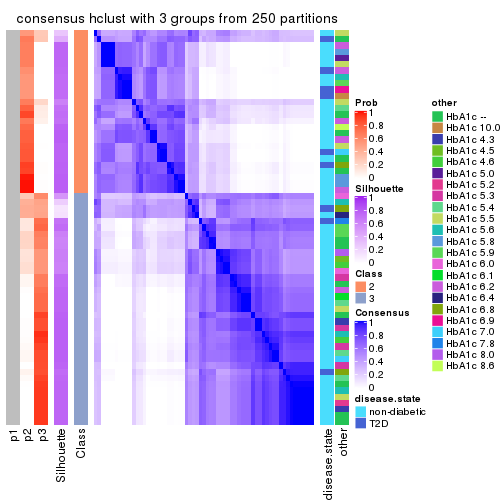 consensus hclust with 3 groups from 250 partitions
Prob
1
0.8
0.6
0.4
0.2
0
Silhouette
1
0.8
0.6
0.4
0.2
0
Class
2
3
Consensus
1
0.8
0.6
0.4
0.2
0
disease.state
non-diabetic
T2D
other
HbA1c --
HbA1c 10.0
HbA1c 4.3
HbA1c 4.5
HbA1c 4.6
HbA1c 5.0
HbA1c 5.2
HbA1c 5.3
HbA1c 5.4
HbA1c 5.5
HbA1c 5.6
HbA1c 5.8
HbA1c 5.9
HbA1c 6.0
HbA1c 6.1
HbA1c 6.2
HbA1c 6.4
HbA1c 6.8
HbA1c 6.9
HbA1c 7.0
HbA1c 7.8
HbA1c 8.0
HbA1c 8.6
p1
p2
p3
Silhouette
Class
disease.state
other